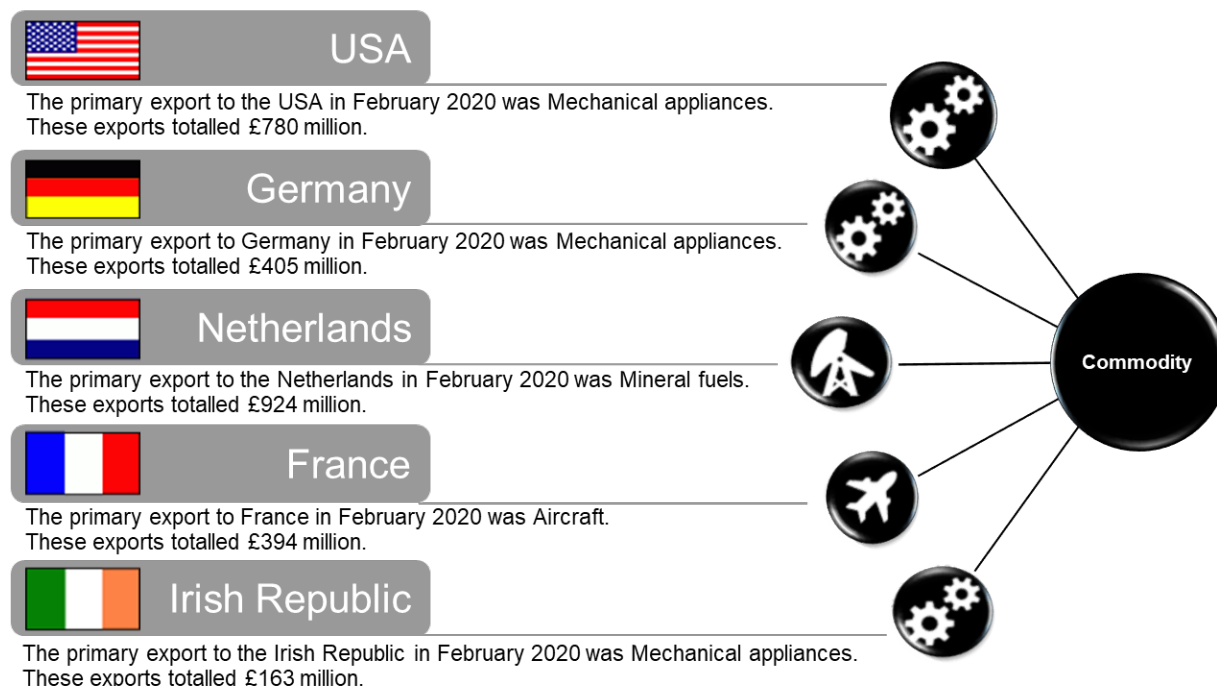 USA
The primary export to the USA in February 2020 was Mechanical appliances.
These exports totalled £780 million.
Germany
The primary export to Germany in February 2020 was Mechanical appliances.
These exports totalled £405 million.
Netherlands
The primary export to the Netherlands in February 2020 was Mineral fuels.
These exports totalled £924 million.
France
The primary export to France in February 2020 was Aircraft.
These exports totalled £394 million.
Irish Republic
The primary export to the Irish Republic in February 2020 was Mechanical appliances.
These exports totalled £163 million.
Commodity